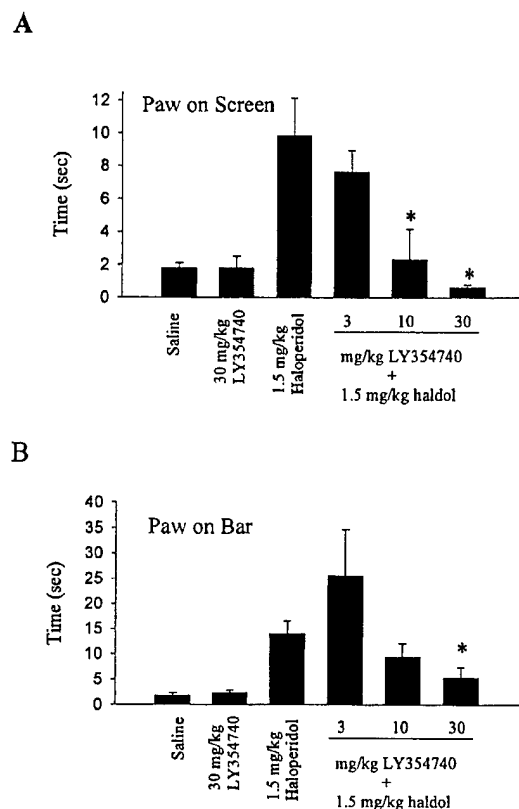 A
Paw on Screen
Time (sec)
12
10
8
6
4
2
0
Saline
30 mg/kg
LY354740
1.5 mg/kg
Haloperidol
3 10 30
mg/kg LY354740
+
1.5 mg/kg haldol
*
*
B
Paw on Bar
Time (sec)
40
35
30
25
20
15
10
5
0
Saline
30 mg/kg
LY354740
1.5 mg/kg
Haloperidol
3 10 30
mg/kg LY354740
+
1.5 mg/kg haldol
*